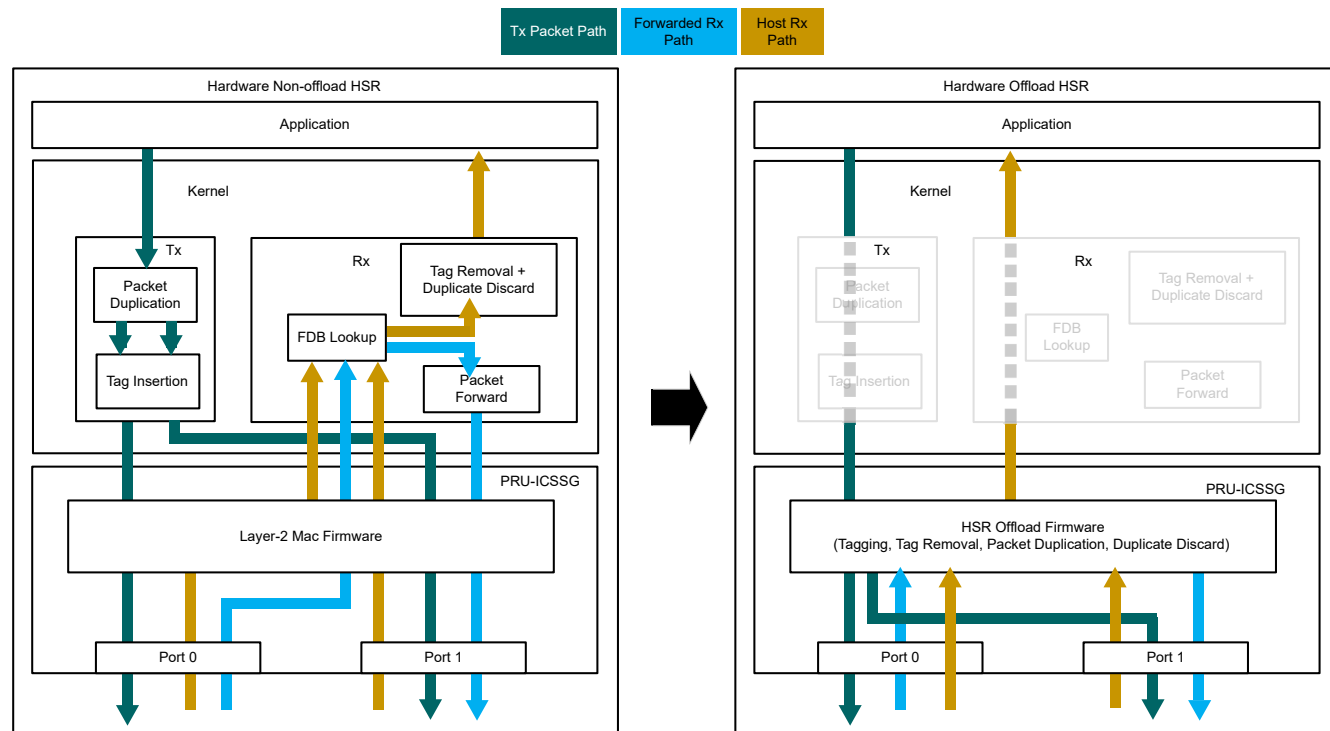 Tx Packet Path
Forwarded Rx
Path
Host Rx
Path
Hardware Non-offload HSR
Application
Kernel
Tx
Packet
Duplication
Tag Insertion
Rx
Tag Removal +
Duplicate Discard
FDB Lookup
Packet
Forward
PRU-ICSSG
Layer-2 Mac Firmware
Port 0
Port 1
Hardware Offload HSR
Application
Kernel
Tx
Packet
Duplication
Tag Insertion
Rx
Tag Removal +
Duplicate Discard
FDB
Lookup
Packet
Forward
PRU-ICSSG
HSR Offload Firmware
(Tagging, Tag Removal, Packet Duplication, Duplicate Discard)
Port 0
Port 1